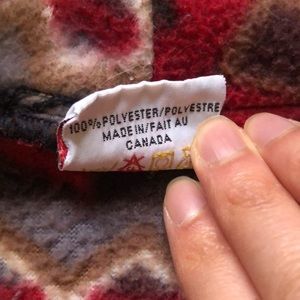 100% POLYESTER/POLYESTRE
MADE IN/FAIT AU
CANADA